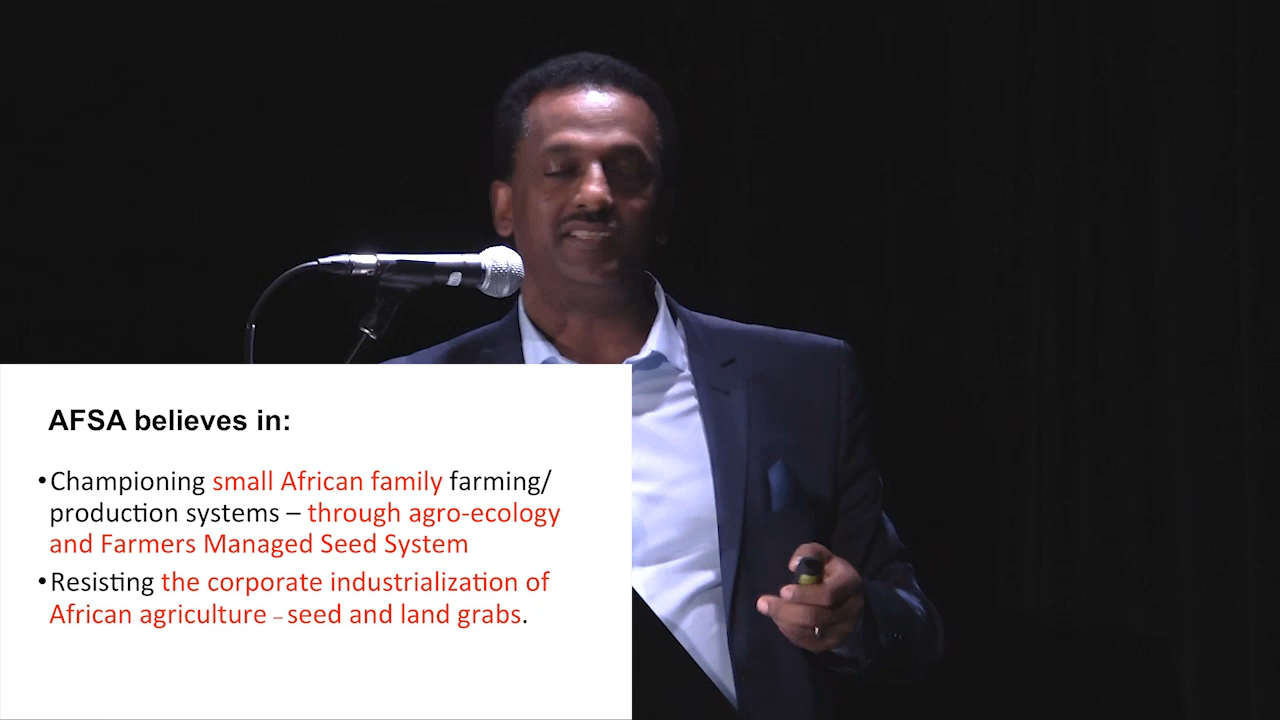 AFSA believes in:
•Championing small African family farming/
production systems – through agro-ecology
and Farmers Managed Seed System
•Resisting the corporate industrialization of
African agriculture – seed and land grabs.